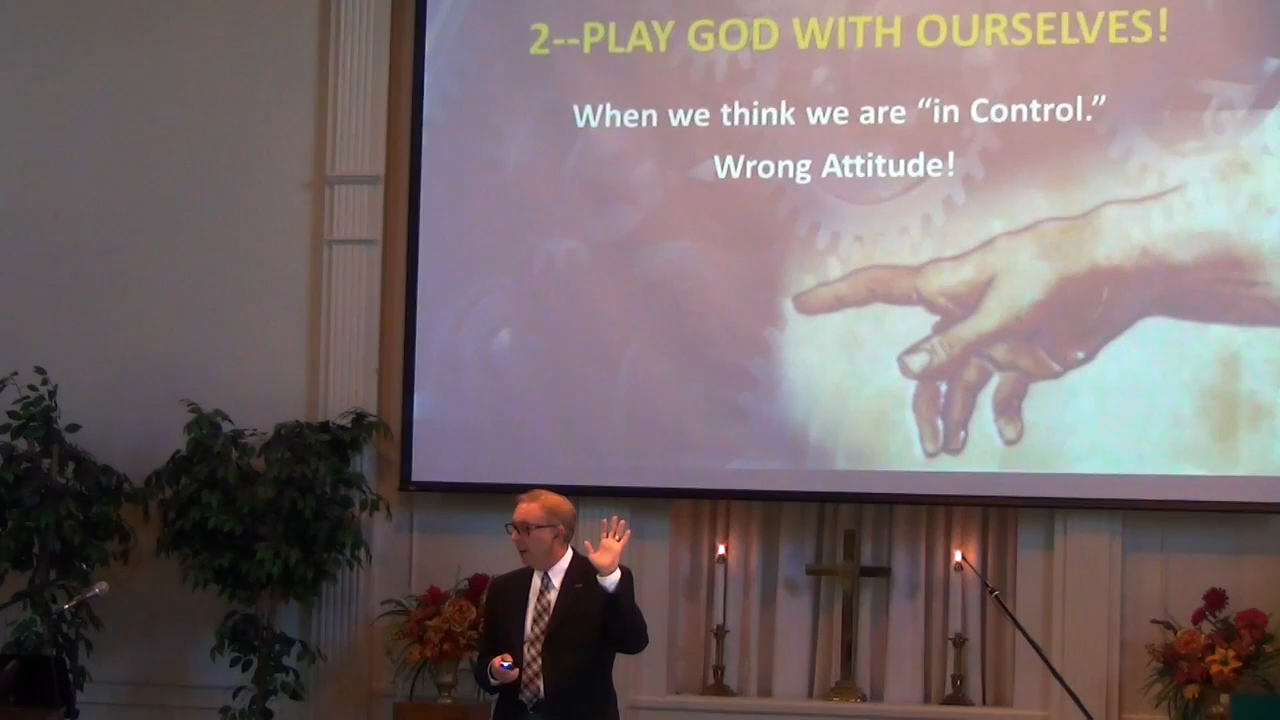 2--PLAY GOD WITH OURSELVES!
When we think we are “in Control.”
Wrong Attitude!